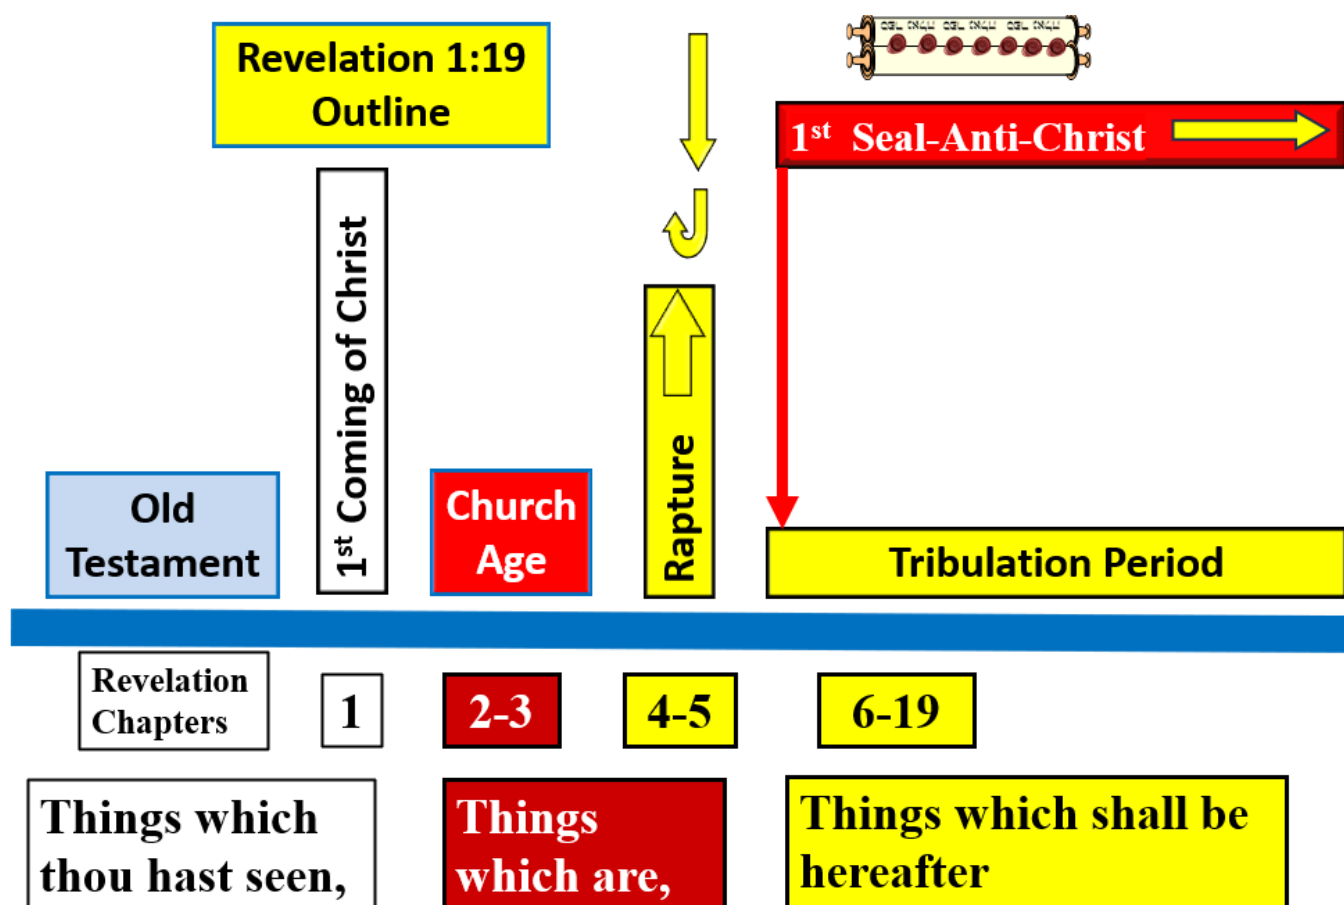 Revelation 1:19
Outline
1st Seal-Anti-Christ
1st Coming of Christ
Old
Testament
Church
Age
Rapture
Tribulation Period
Revelation
Chapters
1
2-3
4-5
6-19
Things which
thou hast seen,
Things
which are,
Things which shall be
hereafter